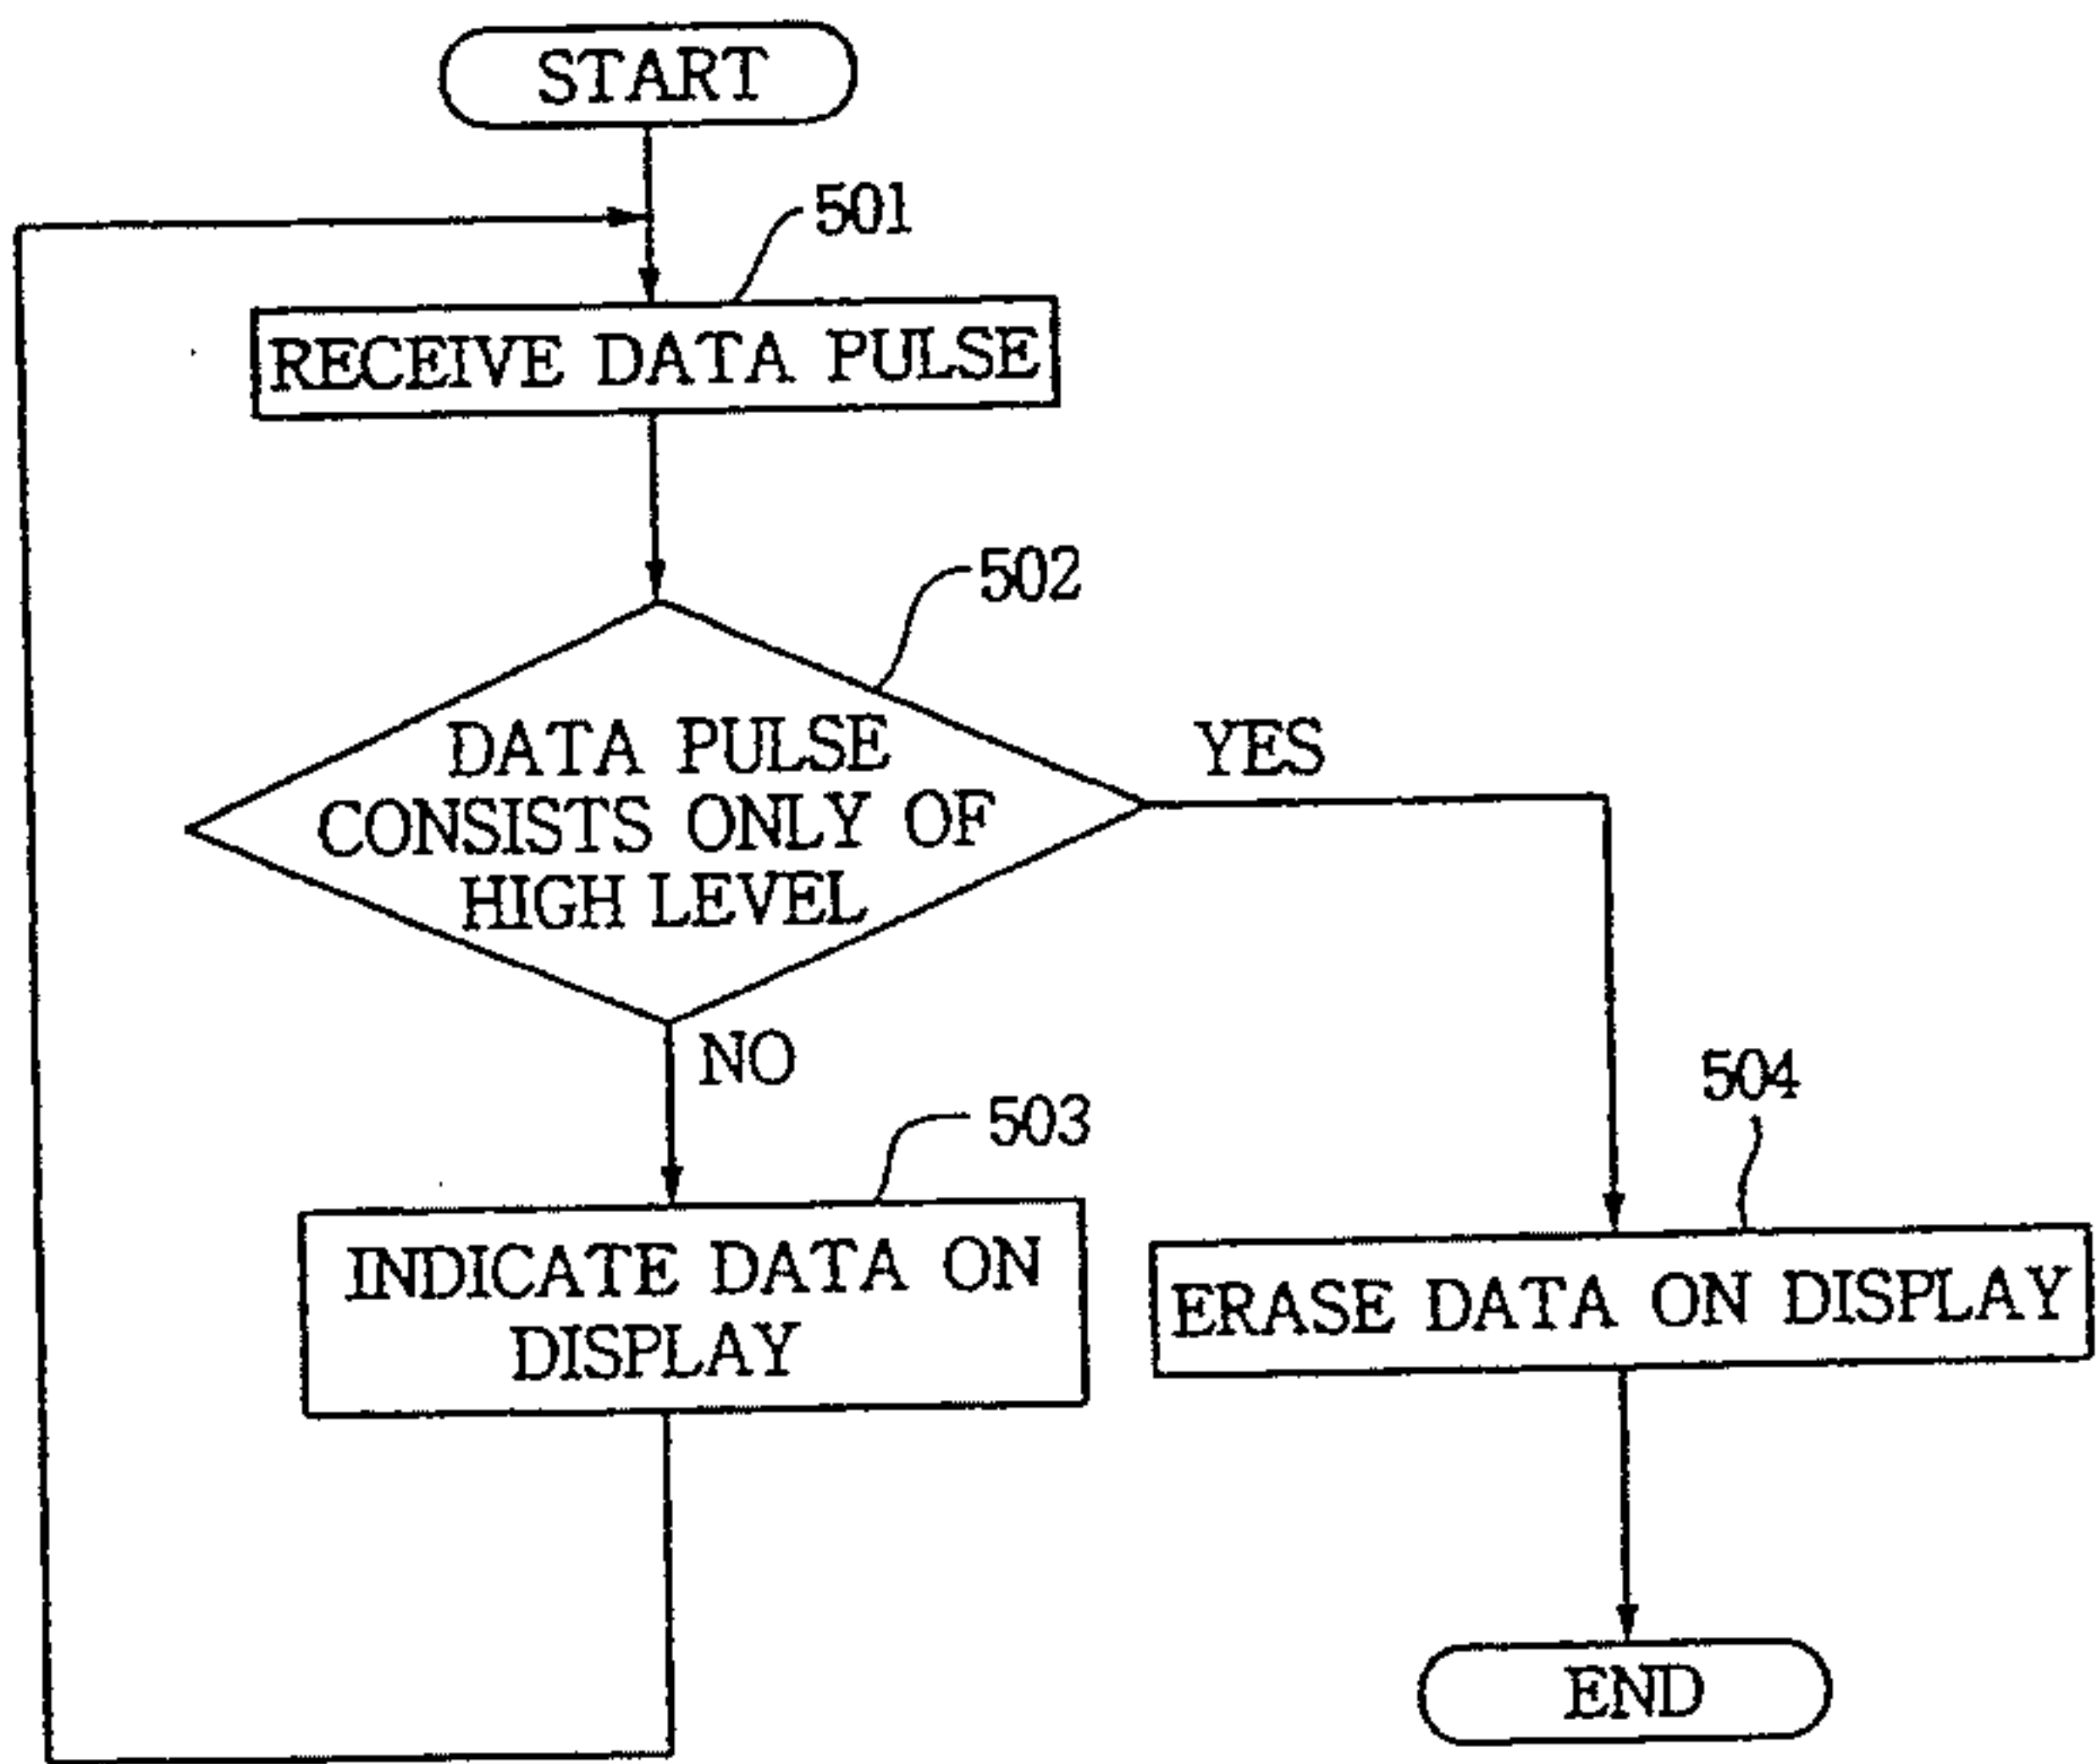 START
501
RECEIVE DATA PULSE
502
DATA PULSE
CONSISTS ONLY OF
HIGH LEVEL
YES
NO
503
INDICATE DATA ON
DISPLAY
504
ERASE DATA ON DISPLAY
END